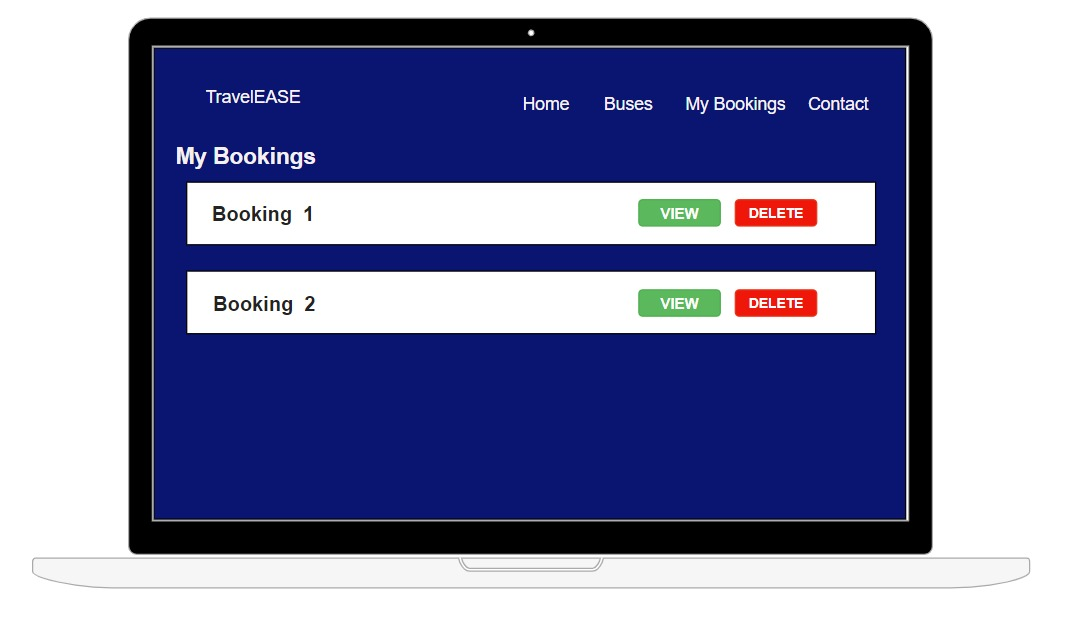 TravelEASE
Home Buses My Bookings Contact
My Bookings
Booking 1 VIEW DELETE
Booking 2 VIEW DELETE